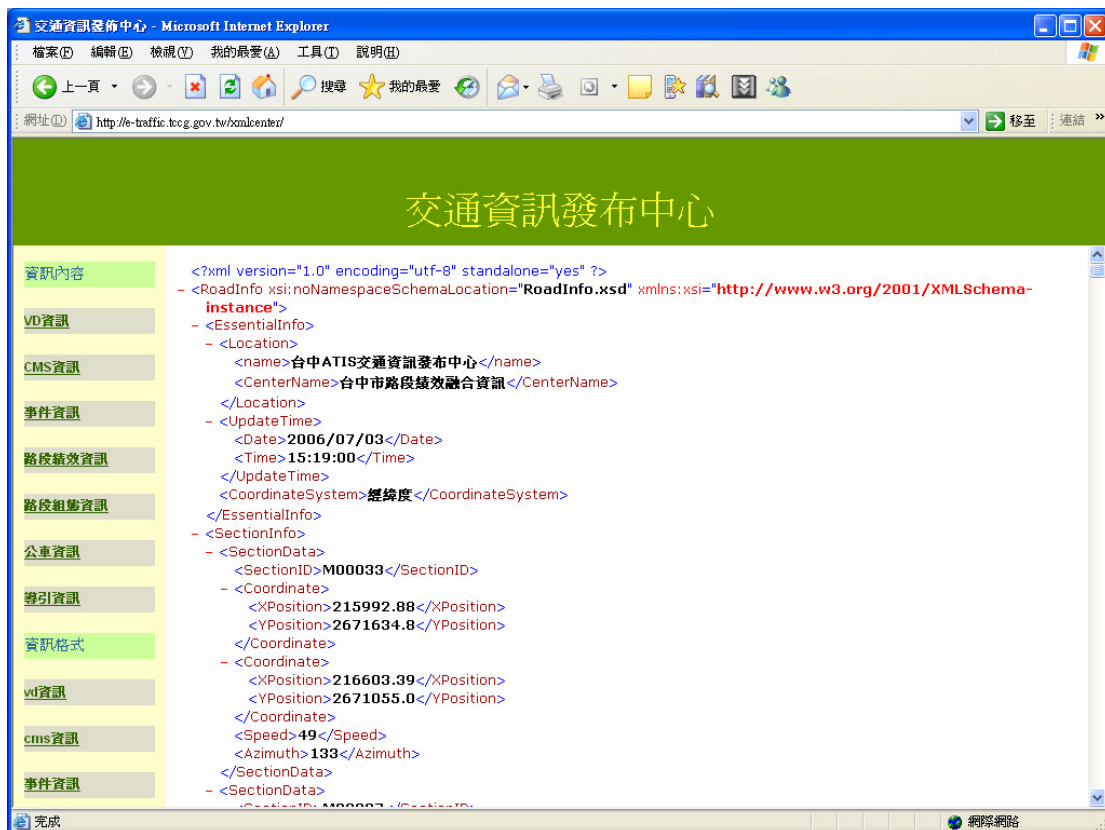 交通資訊發佈中心 - Microsoft Internet Explorer
檔案(F) 編輯(E) 檢視(V) 我的最愛(A) 工具(T) 說明(H)
上一頁 搜尋 我的最愛
網址(D) http://e-traffic.tccg.gov.tw/xmlcenter/ 移至 連結 »
交通資訊發布中心
資訊內容
VD資訊
CMS資訊
事件資訊
路段績效資訊
路段組態資訊
公車資訊
導引資訊
資訊格式
vd資訊
cms資訊
事件資訊
<?xml version="1.0" encoding="utf-8" standalone="yes" ?>
- <RoadInfo xsi:noNamespaceSchemaLocation="RoadInfo.xsd" xmlns:xsi="http://www.w3.org/2001/XMLSchema-
instance">
- <EssentialInfo>
- <Location>
<name>台中ATIS交通資訊發布中心</name>
<CenterName>台中市路段績效融合資訊</CenterName>
</Location>
- <UpdateTime>
<Date>2006/07/03</Date>
<Time>15:19:00</Time>
</UpdateTime>
<CoordinateSystem>經緯度</CoordinateSystem>
</EssentialInfo>
- <SectionInfo>
- <SectionData>
<SectionID>M00033</SectionID>
- <Coordinate>
<XPosition>215992.88</XPosition>
<YPosition>2671634.8</YPosition>
</Coordinate>
- <Coordinate>
<XPosition>216603.39</XPosition>
<YPosition>2671055.0</YPosition>
</Coordinate>
<Speed>49</Speed>
<Azimuth>133</Azimuth>
</SectionData>
- <SectionData>
完成 網際網路